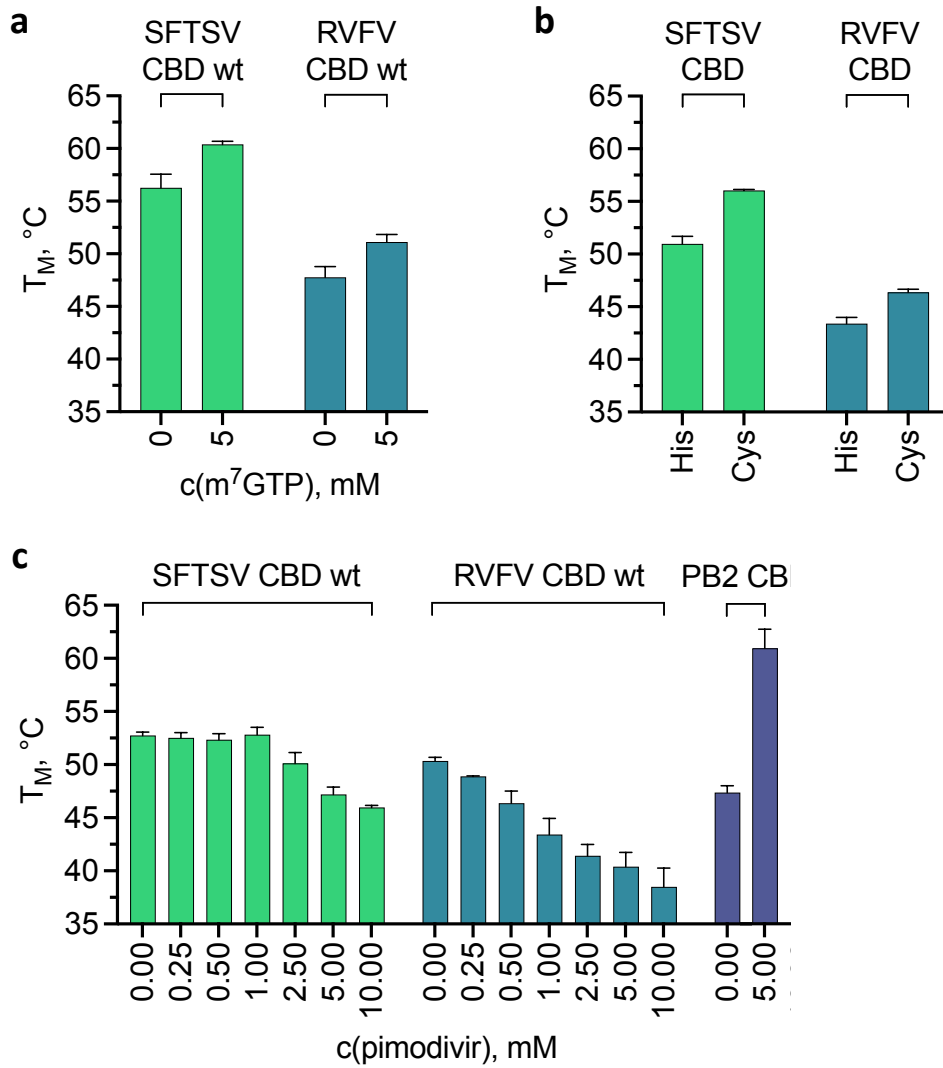 a
SFTSV RVFV
CBD wt CBD wt
65
60
55
50
45
40
35
T_M, °C
0 5 0 5
c(m⁷GTP), mM
b
SFTSV RVFV
CBD CBD
65
60
55
50
45
40
35
T_M, °C
His Cys His Cys
c
SFTSV CBD wt RVFV CBD wt PB2 CB
65
60
55
50
45
40
35
T_M, °C
0.00 0.25 0.50 1.00 2.50 5.00 10.00 0.00 0.25 0.50 1.00 2.50 5.00 10.00 0.00 5.00
c(pimodivir), mM